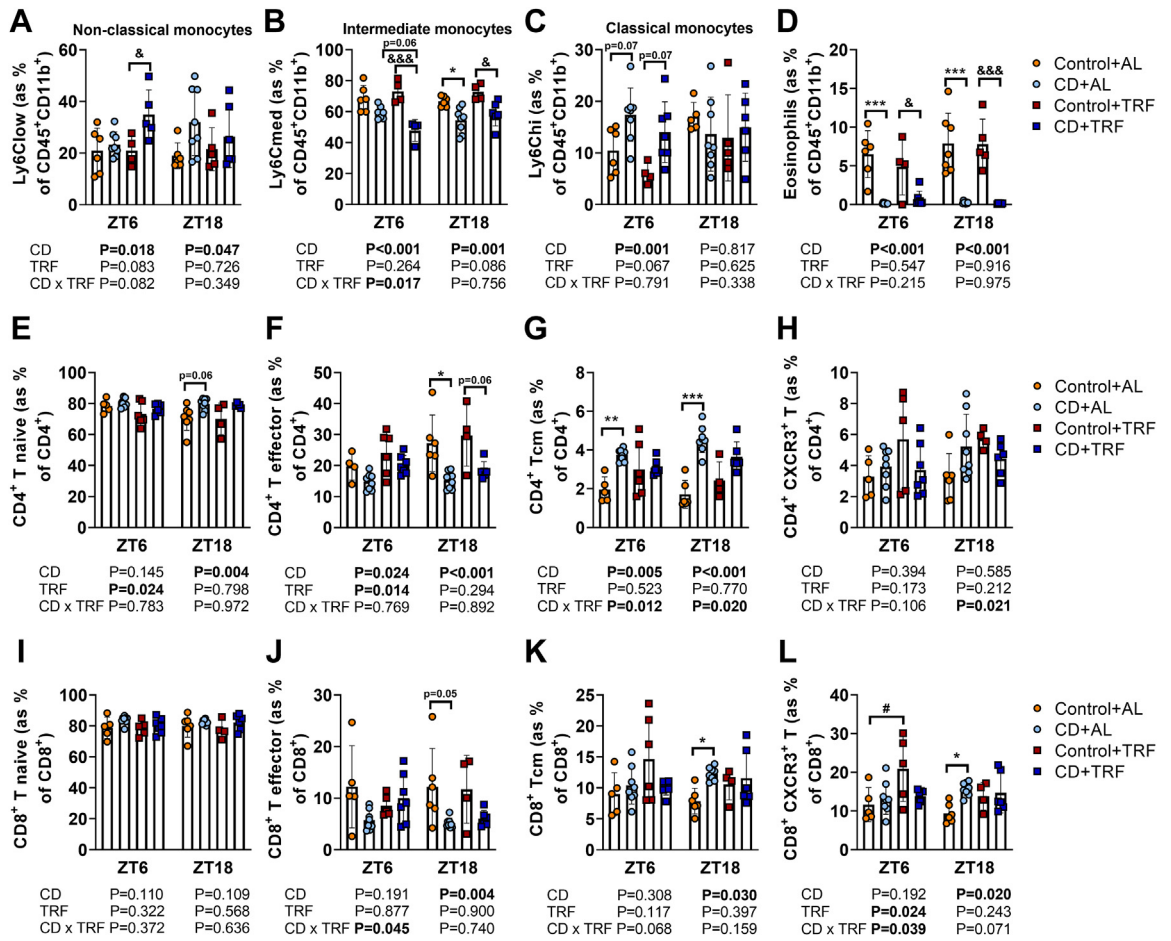 A
Non-classical monocytes
Ly6Clow (as %
of CD45+CD11b+)
60
40
20
0
&
ZT6 ZT18
CD P=0.018 P=0.047
TRF P=0.083 P=0.726
CD x TRF P=0.082 P=0.349
B
Intermediate monocytes
Ly6Cmed (as %
of CD45+CD11b+)
100
80
60
40
20
0
p=0.06
&&&
*
&
ZT6 ZT18
CD P<0.001 P=0.001
TRF P=0.264 P=0.086
CD x TRF P=0.017 P=0.756
C
Classical monocytes
Ly6Chi (as %
of CD45+CD11b+)
30
20
10
0
p=0.07
p=0.07
ZT6 ZT18
CD P=0.001 P=0.817
TRF P=0.067 P=0.625
CD x TRF P=0.791 P=0.338
D
Eosinophils (as %
of CD45+CD11b+)
20
15
10
5
0
***
&
***
&&&
ZT6 ZT18
CD P<0.001 P<0.001
TRF P=0.547 P=0.916
CD x TRF P=0.215 P=0.975
Control+AL
CD+AL
Control+TRF
CD+TRF
E
CD4+ T naive (as %
of CD4+)
100
80
60
40
20
0
p=0.06
ZT6 ZT18
CD P=0.145 P=0.004
TRF P=0.024 P=0.798
CD x TRF P=0.783 P=0.972
F
CD4+ T effector (as %
of CD4+)
50
40
30
20
10
0
*
p=0.06
ZT6 ZT18
CD P=0.024 P<0.001
TRF P=0.014 P=0.294
CD x TRF P=0.769 P=0.892
G
CD4+ Tcm (as %
of CD4+)
8
6
4
2
0
**
***
ZT6 ZT18
CD P=0.005 P<0.001
TRF P=0.523 P=0.770
CD x TRF P=0.012 P=0.020
H
CD4+ CXCR3+ T (as %
of CD4+)
10
8
6
4
2
0
ZT6 ZT18
CD P=0.394 P=0.585
TRF P=0.173 P=0.212
CD x TRF P=0.106 P=0.021
Control+AL
CD+AL
Control+TRF
CD+TRF
I
CD8+ T naive (as %
of CD8+)
100
80
60
40
20
0
ZT6 ZT18
CD P=0.110 P=0.109
TRF P=0.322 P=0.568
CD x TRF P=0.372 P=0.636
J
CD8+ T effector (as %
of CD8+)
30
20
10
0
p=0.05
ZT6 ZT18
CD P=0.191 P=0.004
TRF P=0.877 P=0.900
CD x TRF P=0.045 P=0.740
K
CD8+ Tcm (as %
of CD8+)
25
20
15
10
5
0
*
ZT6 ZT18
CD P=0.308 P=0.030
TRF P=0.117 P=0.397
CD x TRF P=0.068 P=0.159
L
CD8+ CXCR3+ T (as %
of CD8+)
40
30
20
10
0
#
*
ZT6 ZT18
CD P=0.192 P=0.020
TRF P=0.024 P=0.243
CD x TRF P=0.039 P=0.071
Control+AL
CD+AL
Control+TRF
CD+TRF